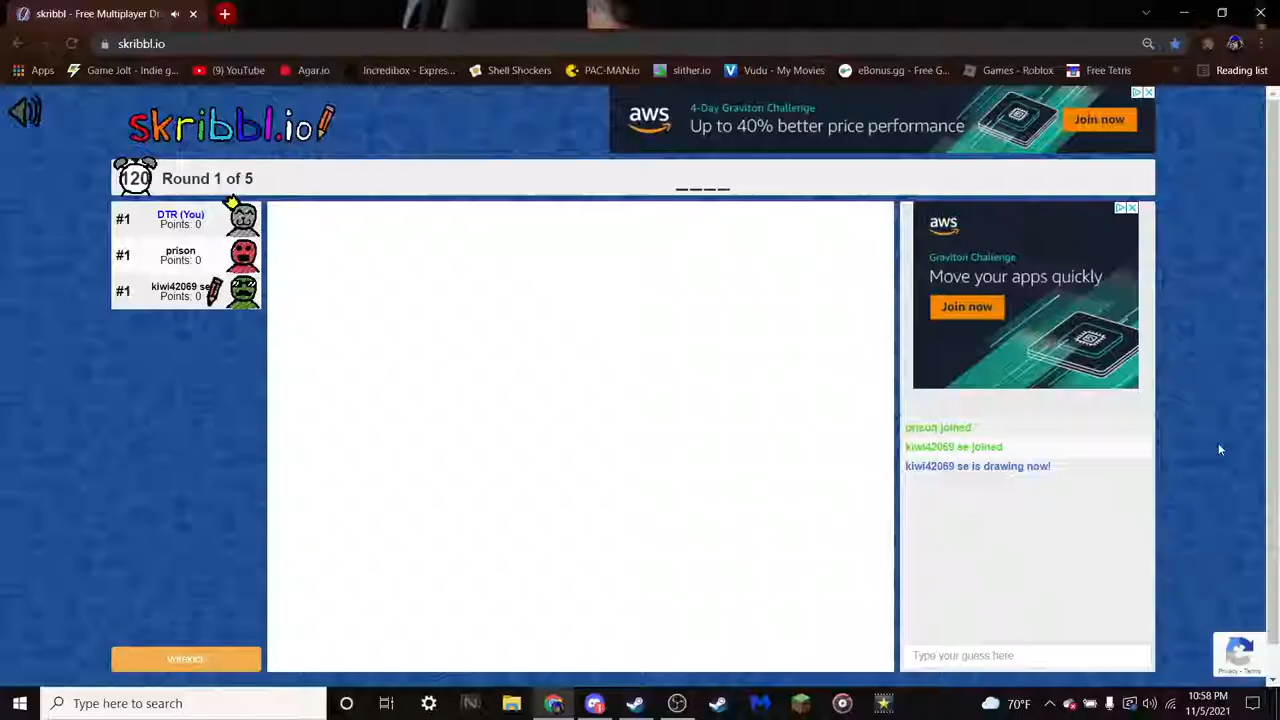 skribbl - Free Multiplayer Dr
skribbl.io
Apps Game Jolt - Indie g... (9) YouTube Agar.io Incredibox - Expres... Shell Shockers PAC-MAN.io slither.io Vudu - My Movies eBonus.gg - Free G... Games - Roblox Free Tetris Reading list
skribbl.io
aws
4-Day Graviton Challenge
Up to 40% better price performance
Join now
120 Round 1 of 5 ____
#1 DTR (You)
Points: 0
#1 prison
Points: 0
#1 kiwi42069 se
Points: 0
aws
Graviton Challenge
Move your apps quickly
Join now
prison joined
kiwi42069 se joined
kiwi42069 se is drawing now!
Votekick
Type your guess here
Privacy - Terms
Type here to search
70°F
10:58 PM
11/5/2021